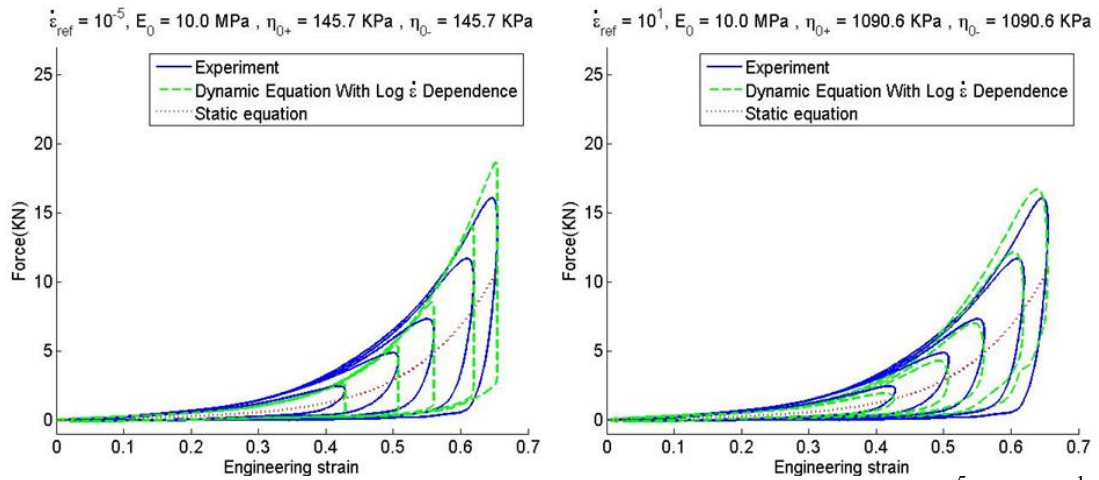 ε̇ref = 10⁻⁵, E₀ = 10.0 MPa , η₀₊ = 145.7 KPa , η₀₋ = 145.7 KPa
25
20
15
10
5
0
Force(KN)
Experiment
Dynamic Equation With Log ε̇ Dependence
Static equation
0 0.1 0.2 0.3 0.4 0.5 0.6 0.7
Engineering strain
ε̇ref = 10¹, E₀ = 10.0 MPa , η₀₊ = 1090.6 KPa , η₀₋ = 1090.6 KPa
25
20
15
10
5
0
Force(KN)
Experiment
Dynamic Equation With Log ε̇ Dependence
Static equation
0 0.1 0.2 0.3 0.4 0.5 0.6 0.7
Engineering strain
5 1